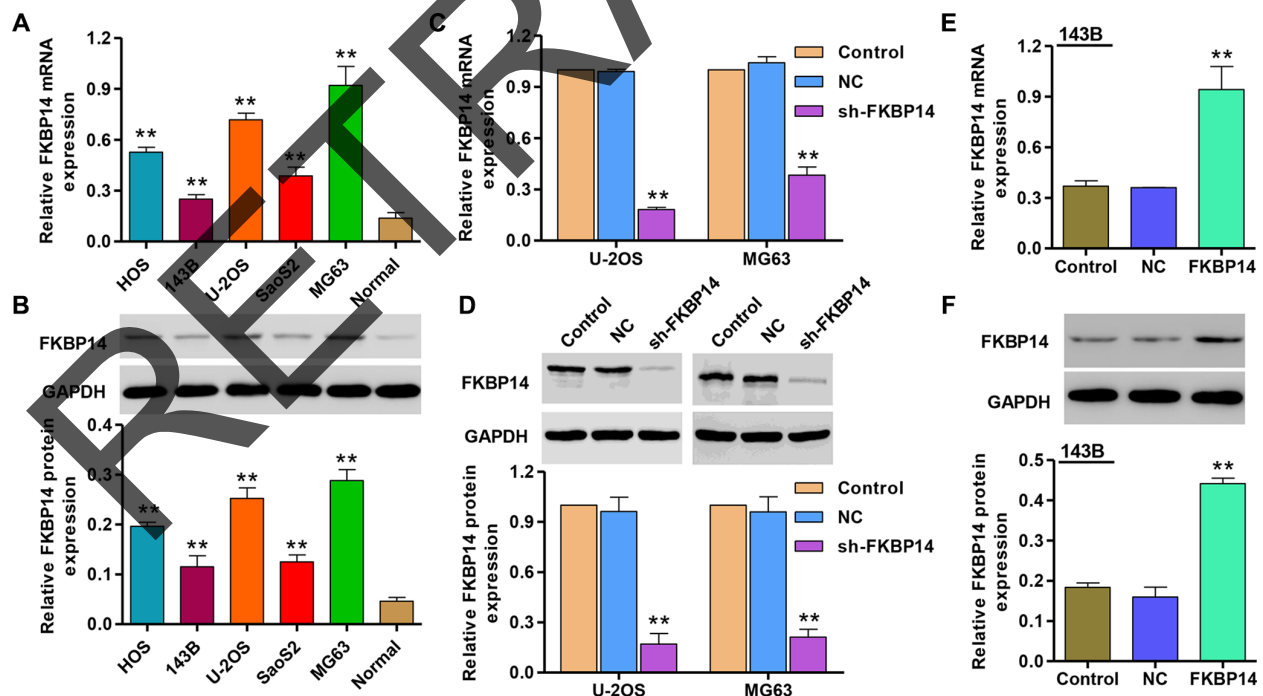 A
Relative FKBP14 mRNA
expression
1.2
0.9
0.6
0.3
0.0
**
**
**
**
**
HOS
143B
U-2OS
SaoS2
MG63
Normal
B
FKBP14
GAPDH
Relative FKBP14 protein
expression
0.4
0.3
0.2
0.1
0.0
**
**
**
**
**
HOS
143B
U-2OS
SaoS2
MG63
Normal
C
Relative FKBP14 mRNA
expression
1.2
0.9
0.6
0.3
0.0
**
**
U-2OS
MG63
Control
NC
sh-FKBP14
D
Control
NC
sh-FKBP14
Control
NC
sh-FKBP14
FKBP14
GAPDH
Relative FKBP14 protein
expression
1.2
0.9
0.6
0.3
0.0
**
**
U-2OS
MG63
Control
NC
sh-FKBP14
E
143B
Relative FKBP14 mRNA
expression
1.2
0.9
0.6
0.3
0.0
**
Control
NC
FKBP14
F
FKBP14
GAPDH
143B
Relative FKBP14 protein
expression
0.5
0.4
0.3
0.2
0.1
0.0
**
Control
NC
FKBP14
RETRA